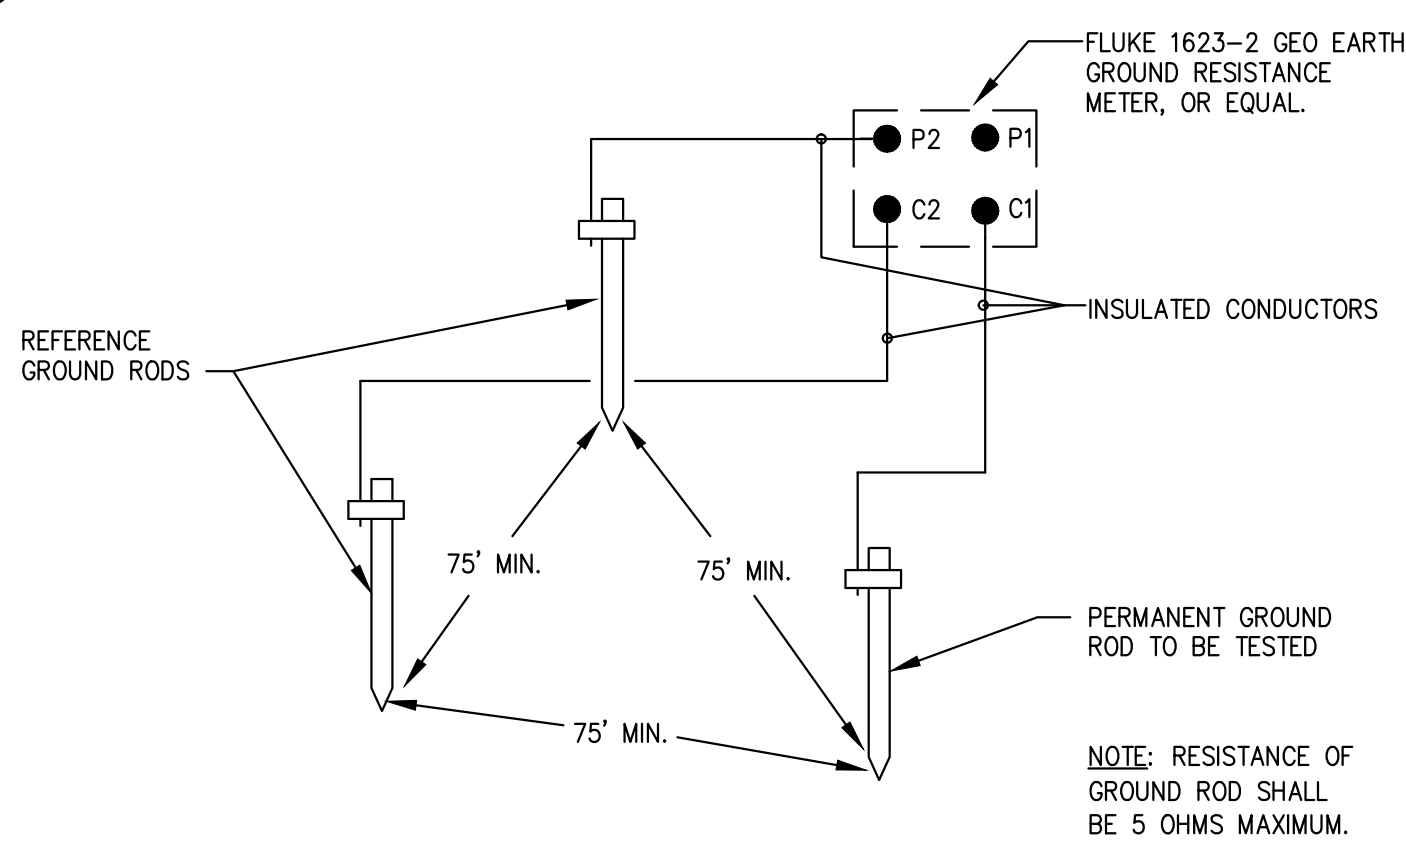 FLUKE 1623-2 GEO EARTH
GROUND RESISTANCE
METER, OR EQUAL.
P2
P1
C2
C1
INSULATED CONDUCTORS
REFERENCE
GROUND RODS
75' MIN.
75' MIN.
PERMANENT GROUND
ROD TO BE TESTED
75' MIN.
NOTE: RESISTANCE OF
GROUND ROD SHALL
BE 5 OHMS MAXIMUM.